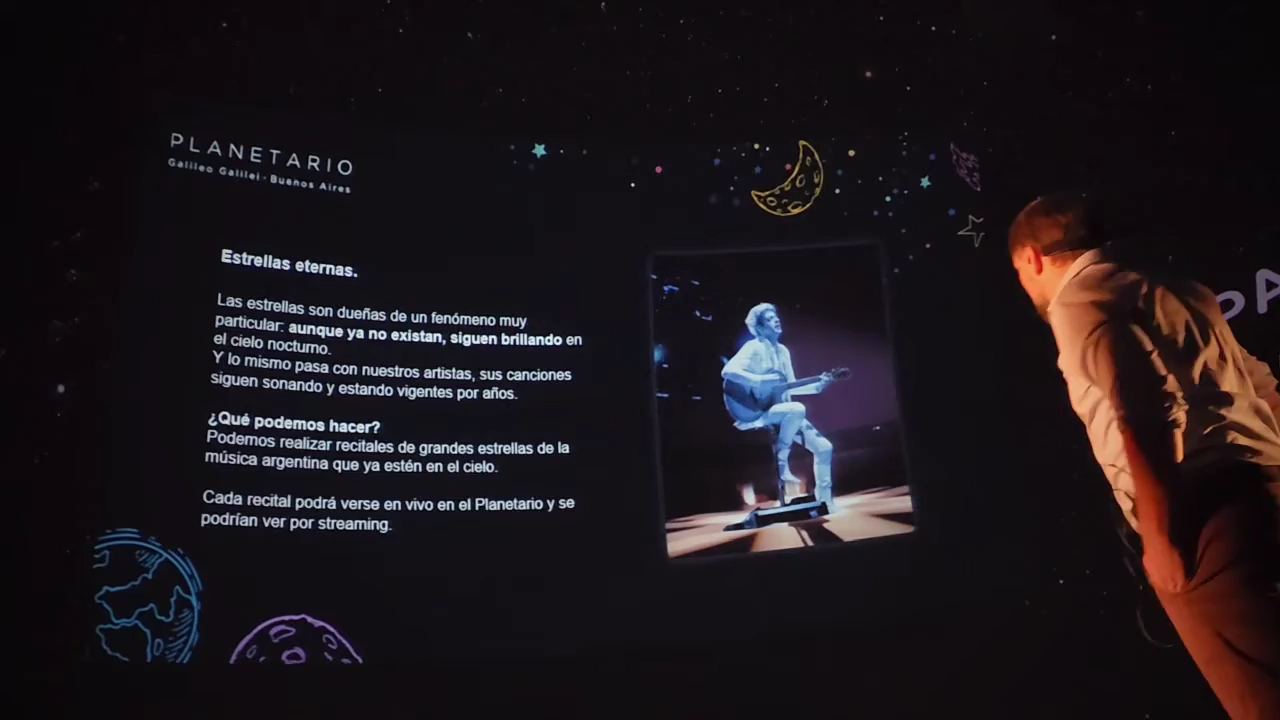 PLANETARIO
Galileo Galilei · Buenos Aires
Estrellas eternas.
Las estrellas son dueñas de un fenómeno muy
particular: aunque ya no existan, siguen brillando en
el cielo nocturno.
Y lo mismo pasa con nuestros artistas, sus canciones
siguen sonando y estando vigentes por años.
¿Qué podemos hacer?
Podemos realizar recitales de grandes estrellas de la
música argentina que ya estén en el cielo.
Cada recital podrá verse en vivo en el Planetario y se
podrían ver por streaming.